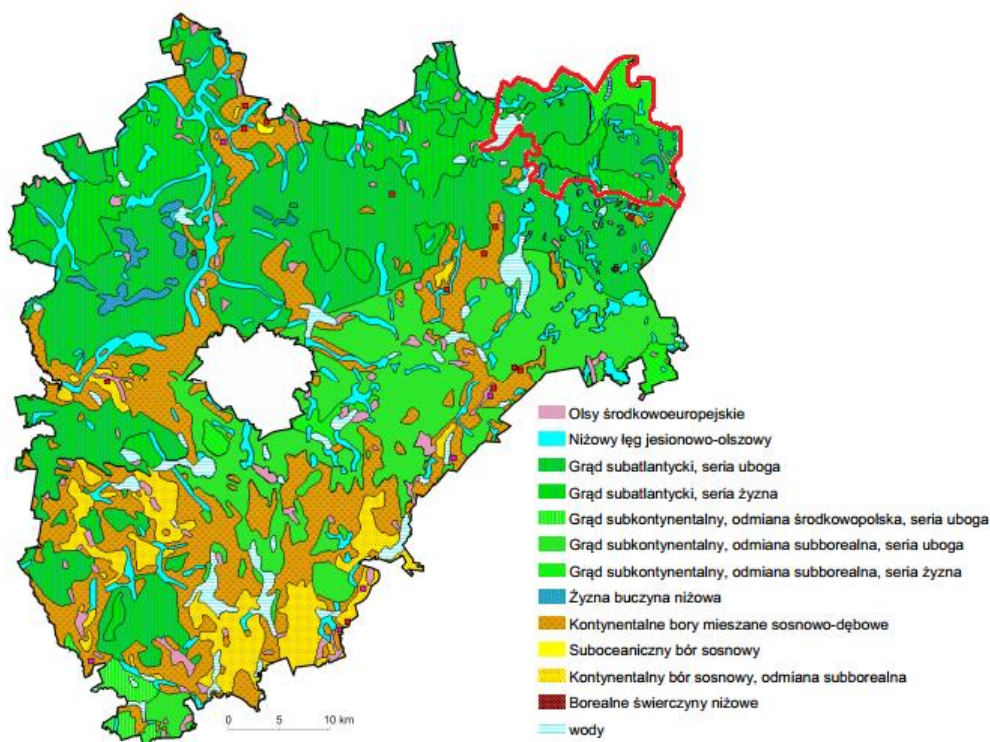 Olsy środkowoeuropejskie
Niżowy łęg jesionowo-olszowy
Grąd subatlantycki, seria uboga
Grąd subatlantycki, seria żyzna
Grąd subkontynentalny, odmiana środkowopolska, seria uboga
Grąd subkontynentalny, odmiana subborealna, seria uboga
Grąd subkontynentalny, odmiana subborealna, seria żyzna
Żyzna buczyna niżowa
Kontynentalne bory mieszane sosnowo-dębowe
Suboceaniczny bór sosnowy
Kontynentalny bór sosnowy, odmiana subborealna
Borealne świerczyny niżowe
0 5 10 km
wody